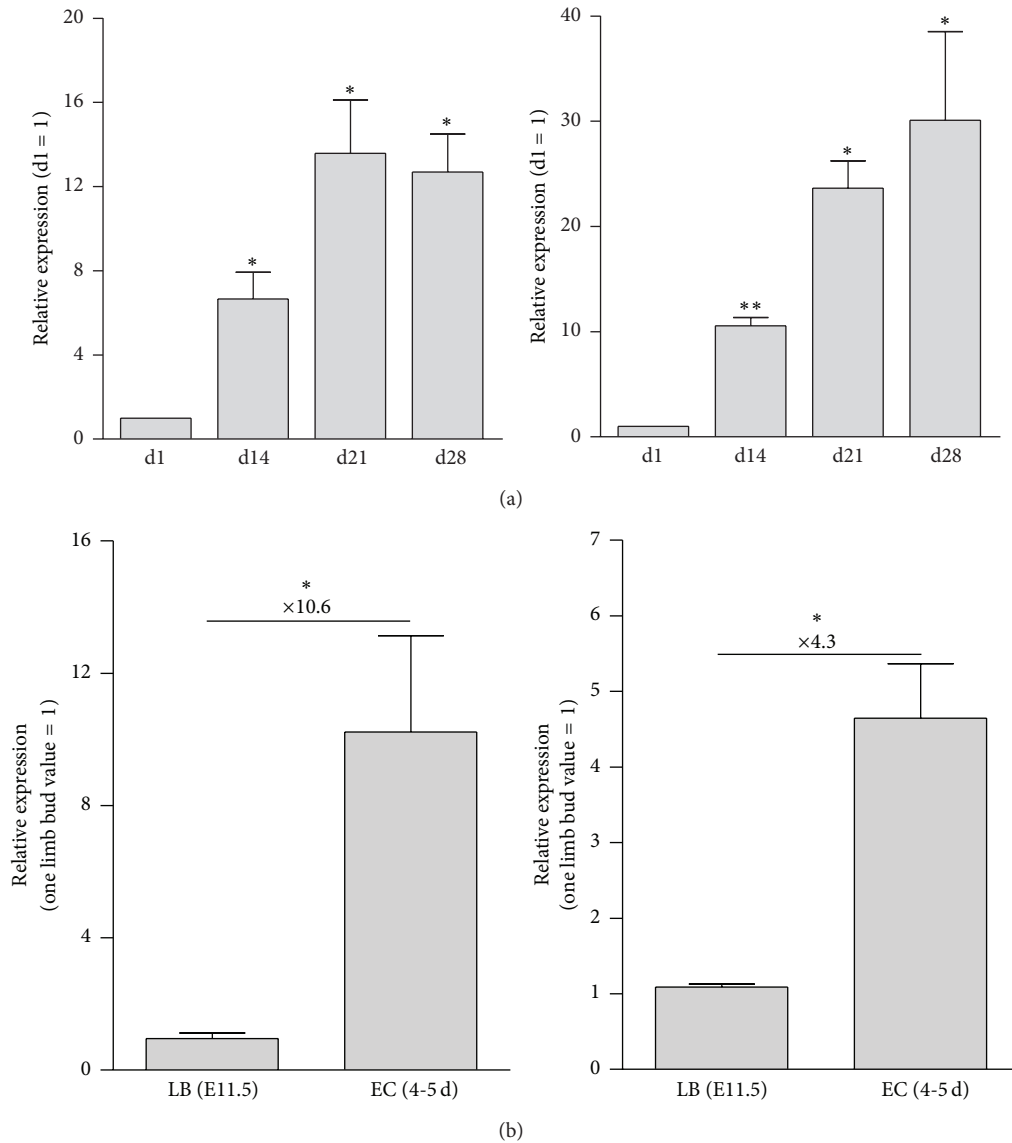 Relative expression (d1 = 1)
20
16
12
8
4
0
*
*
*
d1 d14 d21 d28
Relative expression (d1 = 1)
40
30
20
10
0
**
*
*
d1 d14 d21 d28
(a)
Relative expression
(one limb bud value = 1)
16
12
8
4
0
*
×10.6
LB (E11.5) EC (4-5 d)
Relative expression
(one limb bud value = 1)
7
6
5
4
3
2
1
0
*
×4.3
LB (E11.5) EC (4-5 d)
(b)